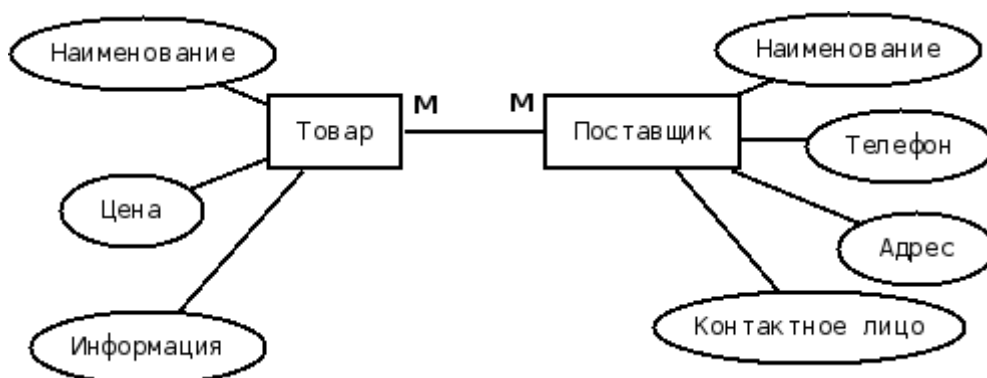 Наименование
Наименование
М
М
Товар
Поставщик
Телефон
Цена
Адрес
Контактное лицо
Информация